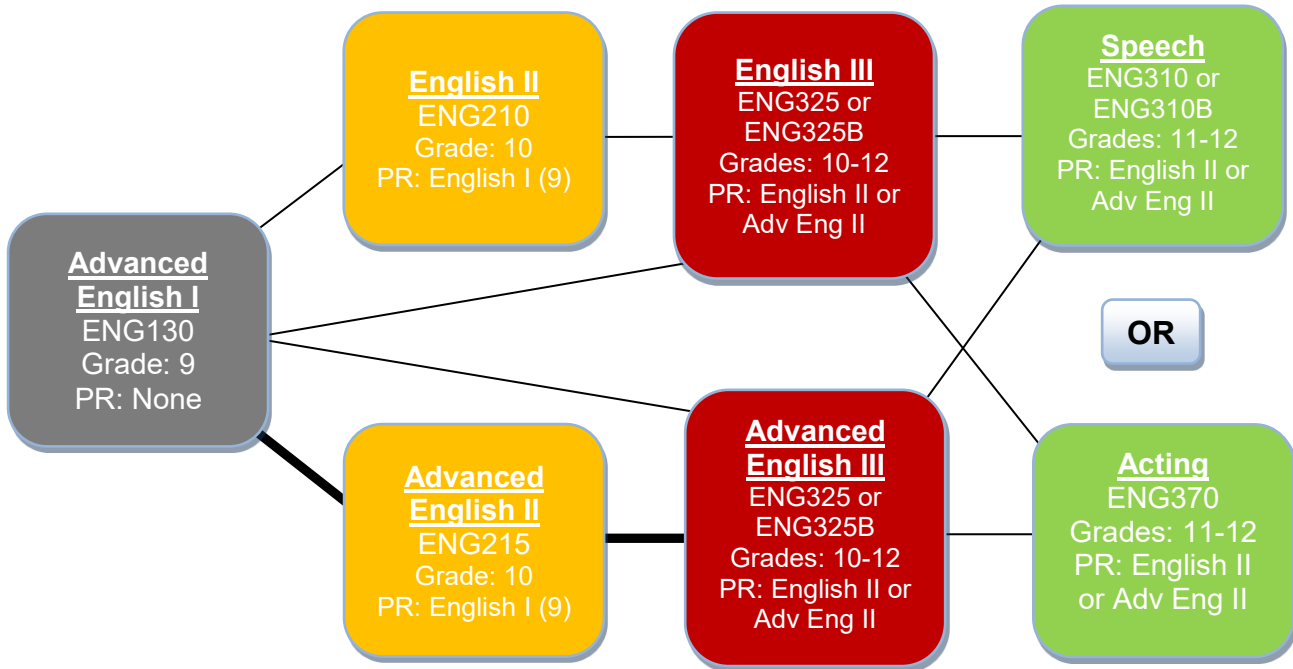 Advanced
English I
ENG130
Grade: 9
PR: None
English II
ENG210
Grade: 10
PR: English I (9)
Advanced
English II
ENG215
Grade: 10
PR: English I (9)
English III
ENG325 or
ENG325B
Grades: 10-12
PR: English II or
Adv Eng II
Advanced
English III
ENG325 or
ENG325B
Grades: 10-12
PR: English II or
Adv Eng II
Speech
ENG310 or
ENG310B
Grades: 11-12
PR: English II or
Adv Eng II
OR
Acting
ENG370
Grades: 11-12
PR: English II
or Adv Eng II